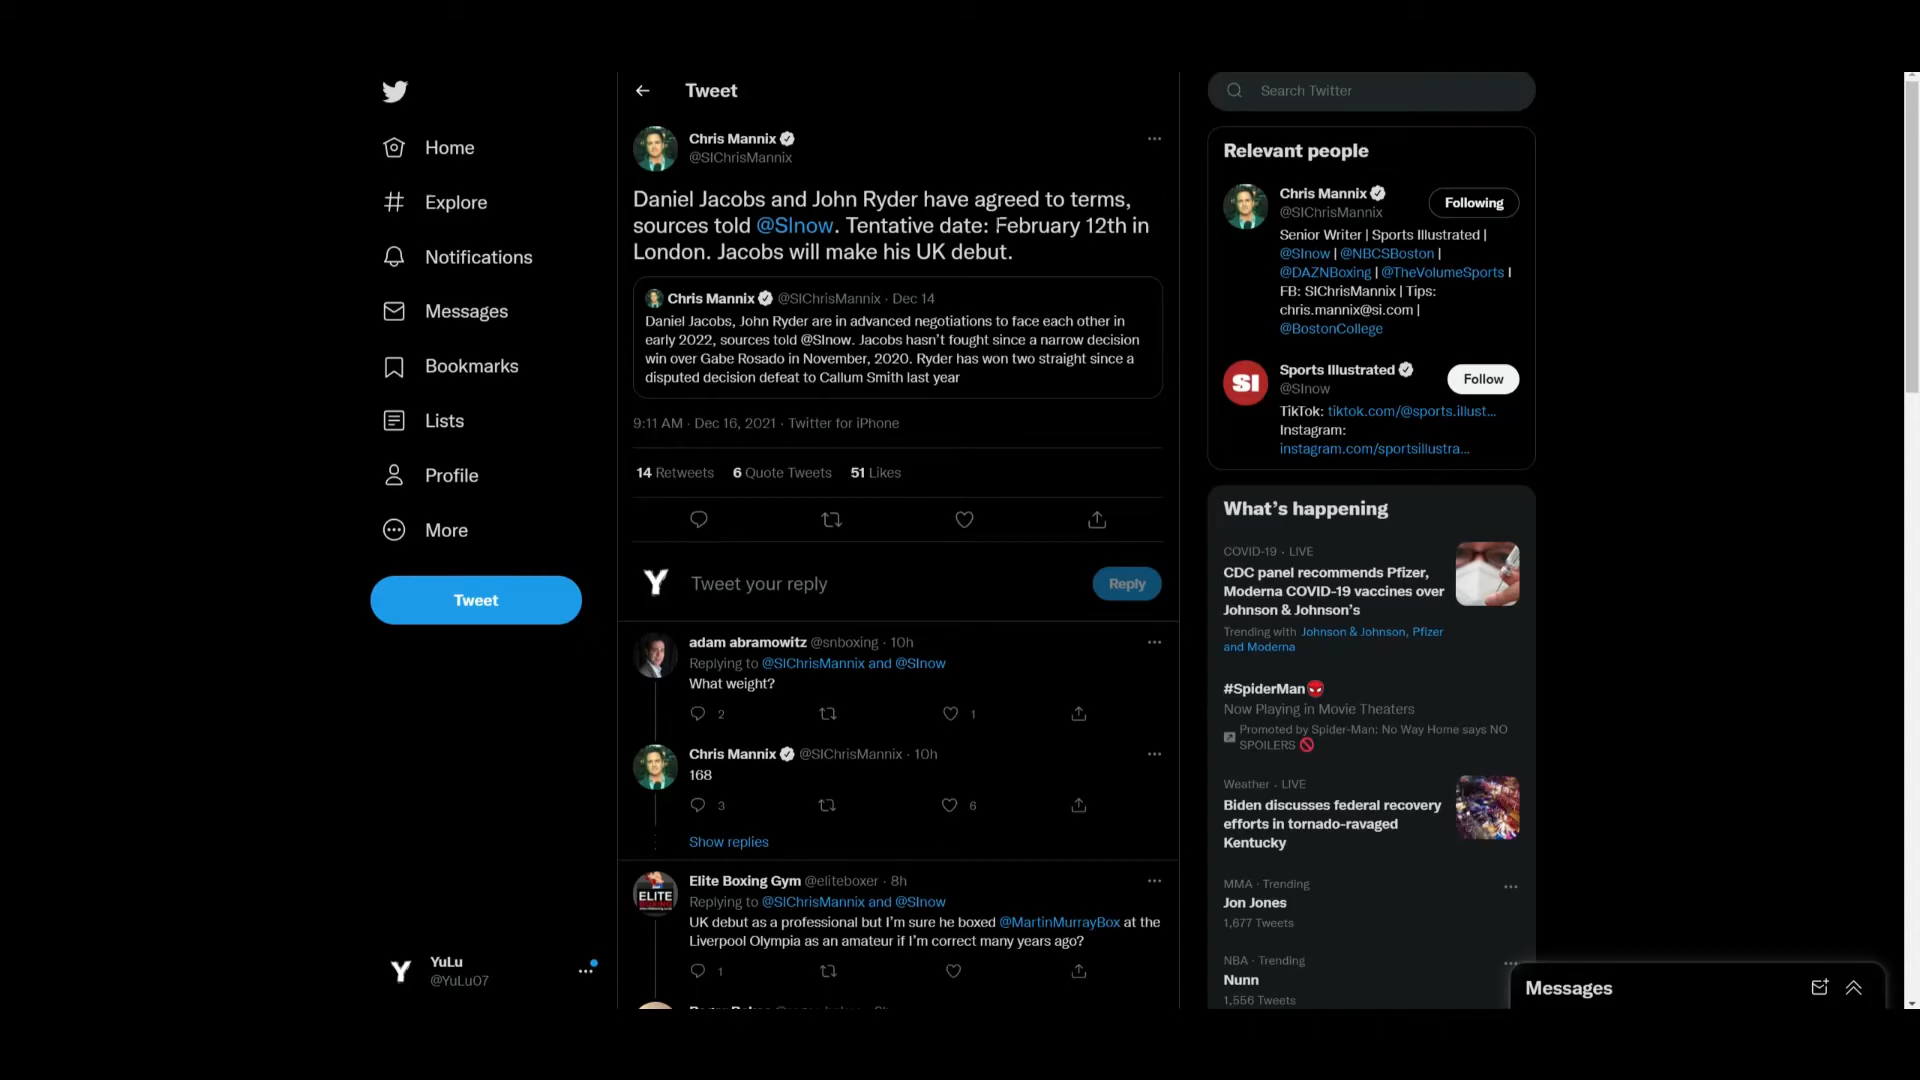 Home
Explore
Notifications
Messages
Bookmarks
Lists
Profile
More
Tweet
Y
YuLu
@YuLu07
Tweet
Chris Mannix
@SIChrisMannix
Daniel Jacobs and John Ryder have agreed to terms,
sources told @SInow. Tentative date: February 12th in
London. Jacobs will make his UK debut.
Chris Mannix @SIChrisMannix · Dec 14
Daniel Jacobs, John Ryder are in advanced negotiations to face each other in
early 2022, sources told @SInow. Jacobs hasn't fought since a narrow decision
win over Gabe Rosado in November, 2020. Ryder has won two straight since a
disputed decision defeat to Callum Smith last year
9:11 AM · Dec 16, 2021 · Twitter for iPhone
14 Retweets 6 Quote Tweets 51 Likes
Y
Tweet your reply
Reply
adam abramowitz @snboxing · 10h
Replying to @SIChrisMannix and @SInow
What weight?
2 1
Chris Mannix @SIChrisMannix · 10h
168
3 6
Show replies
ELITE
Elite Boxing Gym @eliteboxer · 8h
Replying to @SIChrisMannix and @SInow
UK debut as a professional but I'm sure he boxed @MartinMurrayBox at the
Liverpool Olympia as an amateur if I'm correct many years ago?
1
Search Twitter
Relevant people
Chris Mannix
@SIChrisMannix
Following
Senior Writer | Sports Illustrated |
@SInow | @NBCSBoston |
@DAZNBoxing | @TheVolumeSports I
FB: SIChrisMannix | Tips:
chris.mannix@si.com |
@BostonCollege
SI
Sports Illustrated
@SInow
Follow
TikTok: tiktok.com/@sports.illust...
Instagram:
instagram.com/sportsillustra...
What's happening
COVID-19 · LIVE
CDC panel recommends Pfizer,
Moderna COVID-19 vaccines over
Johnson & Johnson's
Trending with Johnson & Johnson, Pfizer
and Moderna
#SpiderMan
Now Playing in Movie Theaters
Promoted by Spider-Man: No Way Home says NO
SPOILERS
Weather · LIVE
Biden discusses federal recovery
efforts in tornado-ravaged
Kentucky
MMA · Trending
Jon Jones
1,677 Tweets
NBA · Trending
Nunn
1,556 Tweets
Messages